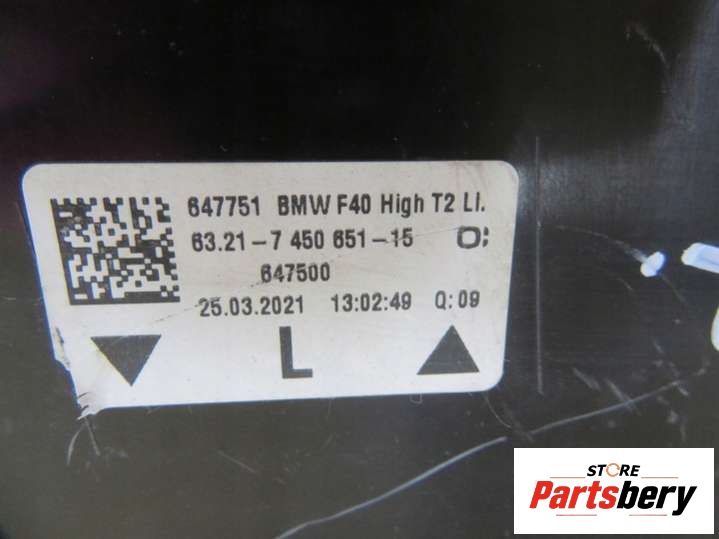 647751 BMW F40 High T2 Li.
63.21-7 450 651-15 O:
647500
25.03.2021 13:02:49 Q:09
L
STORE
Partsbery